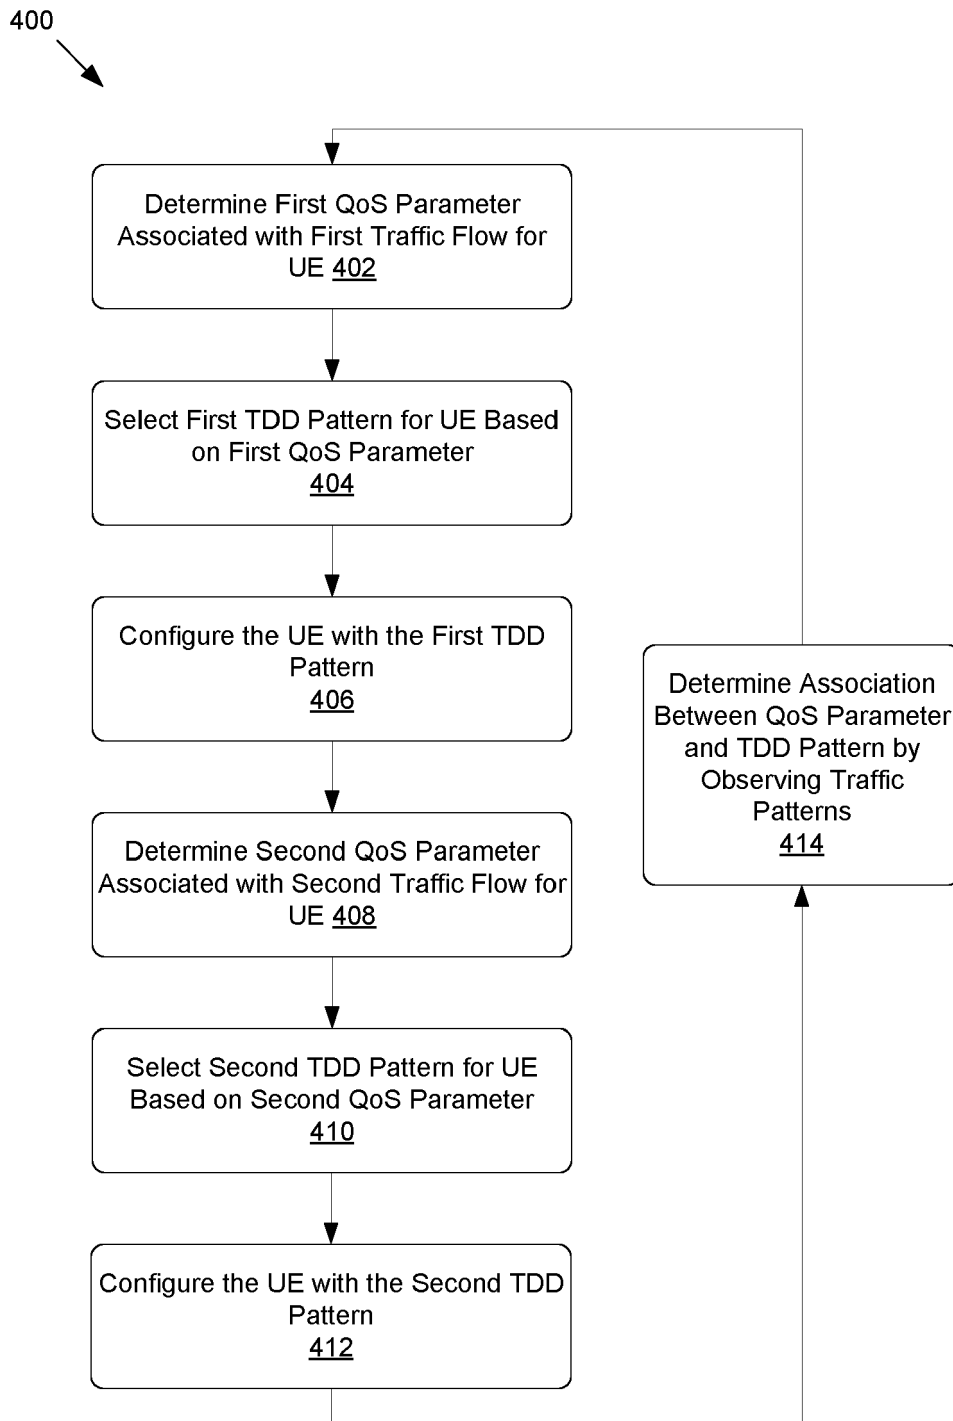 400
Determine First QoS Parameter
Associated with First Traffic Flow for
UE 402
Select First TDD Pattern for UE Based
on First QoS Parameter
404
Configure the UE with the First TDD
Pattern
406
Determine Second QoS Parameter
Associated with Second Traffic Flow for
UE 408
Select Second TDD Pattern for UE
Based on Second QoS Parameter
410
Configure the UE with the Second TDD
Pattern
412
Determine Association
Between QoS Parameter
and TDD Pattern by
Observing Traffic
Patterns
414